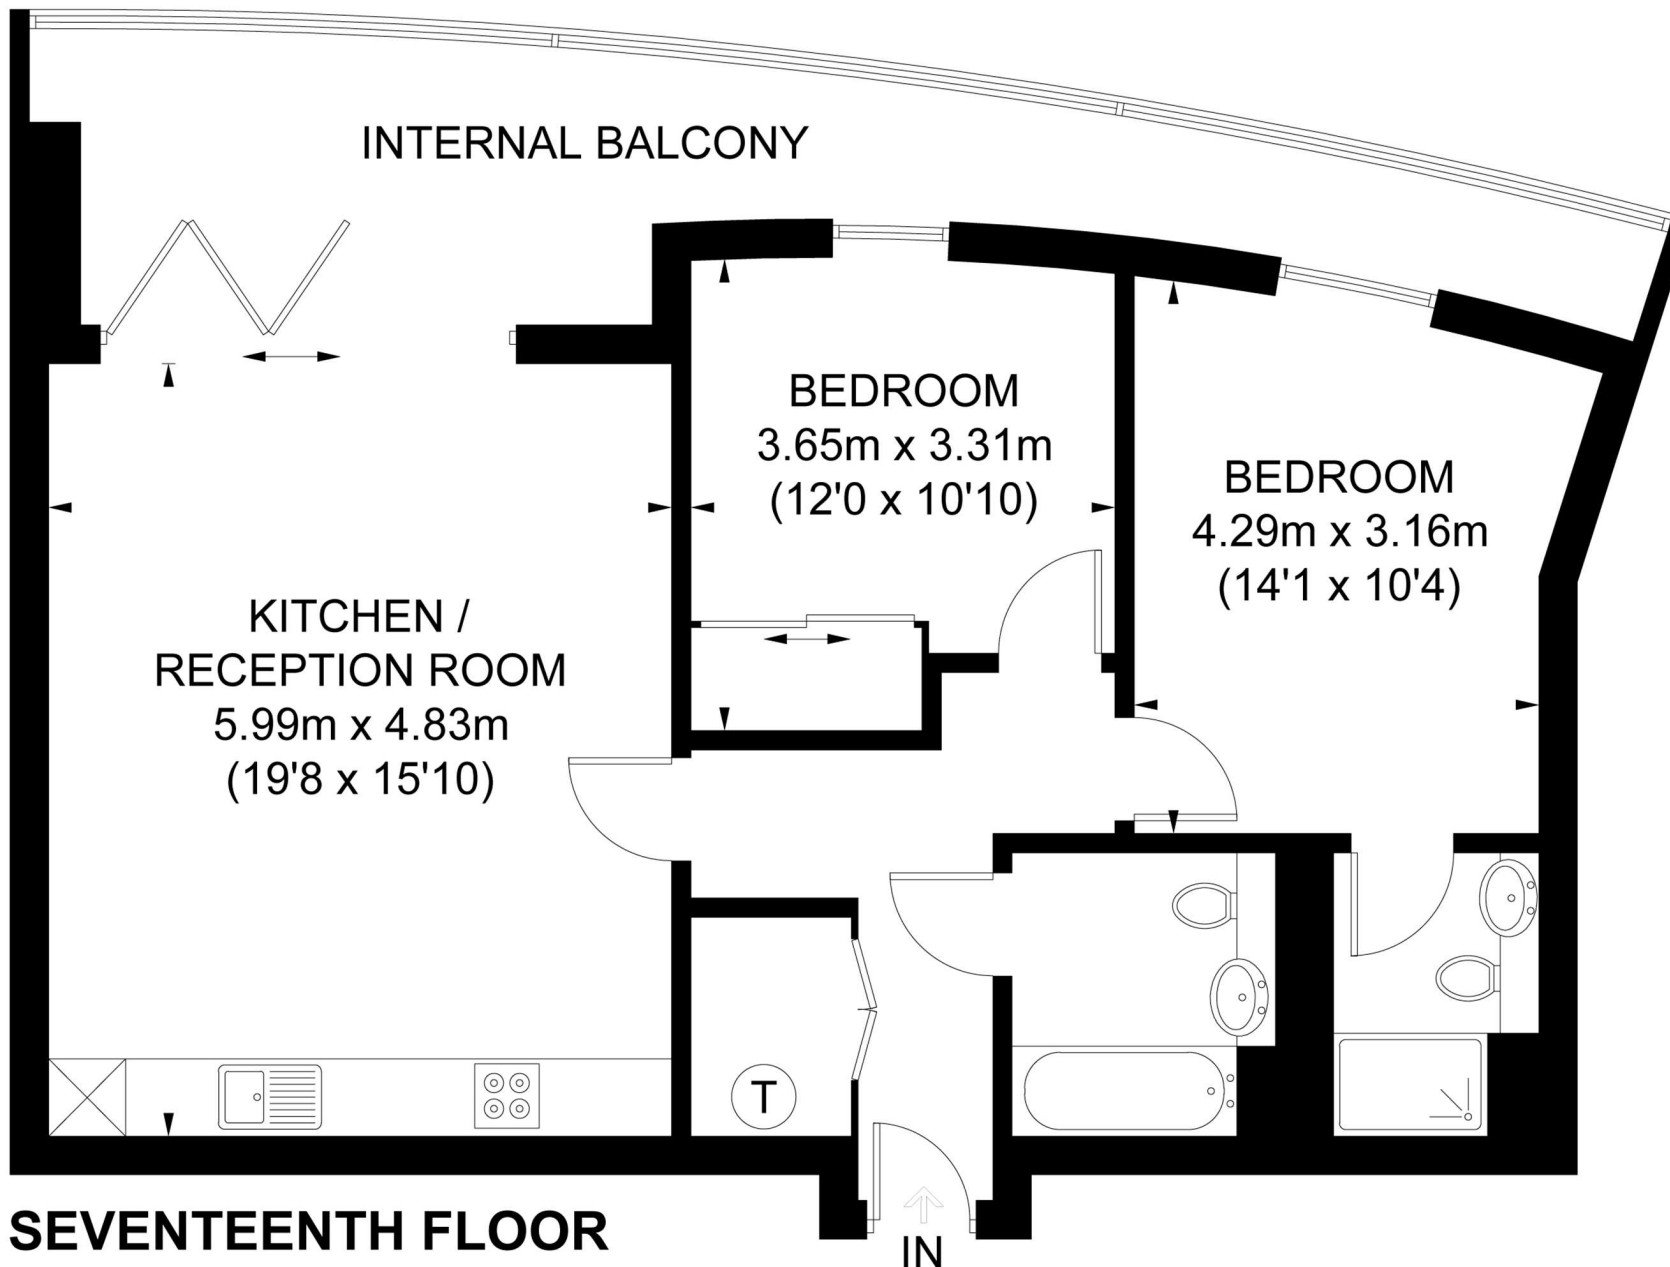 INTERNAL BALCONY
BEDROOM
3.65m x 3.31m
(12'0 x 10'10)
BEDROOM
4.29m x 3.16m
(14'1 x 10'4)
KITCHEN /
RECEPTION ROOM
5.99m x 4.83m
(19'8 x 15'10)
T
SEVENTEENTH FLOOR
IN